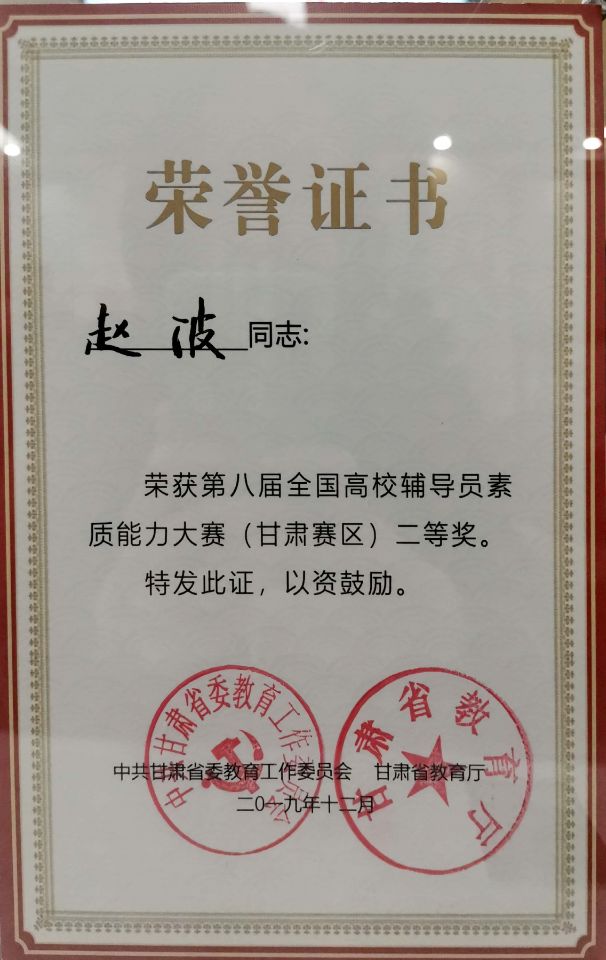 荣誉证书
赵波同志:
荣获第八届全国高校辅导员素
质能力大赛（甘肃赛区）二等奖。
特发此证，以资鼓励。
中共甘肃省委教育工作委员会 甘肃省教育厅
二0一九年十二月
中共甘肃省委教育工作委员会
甘肃省教育厅